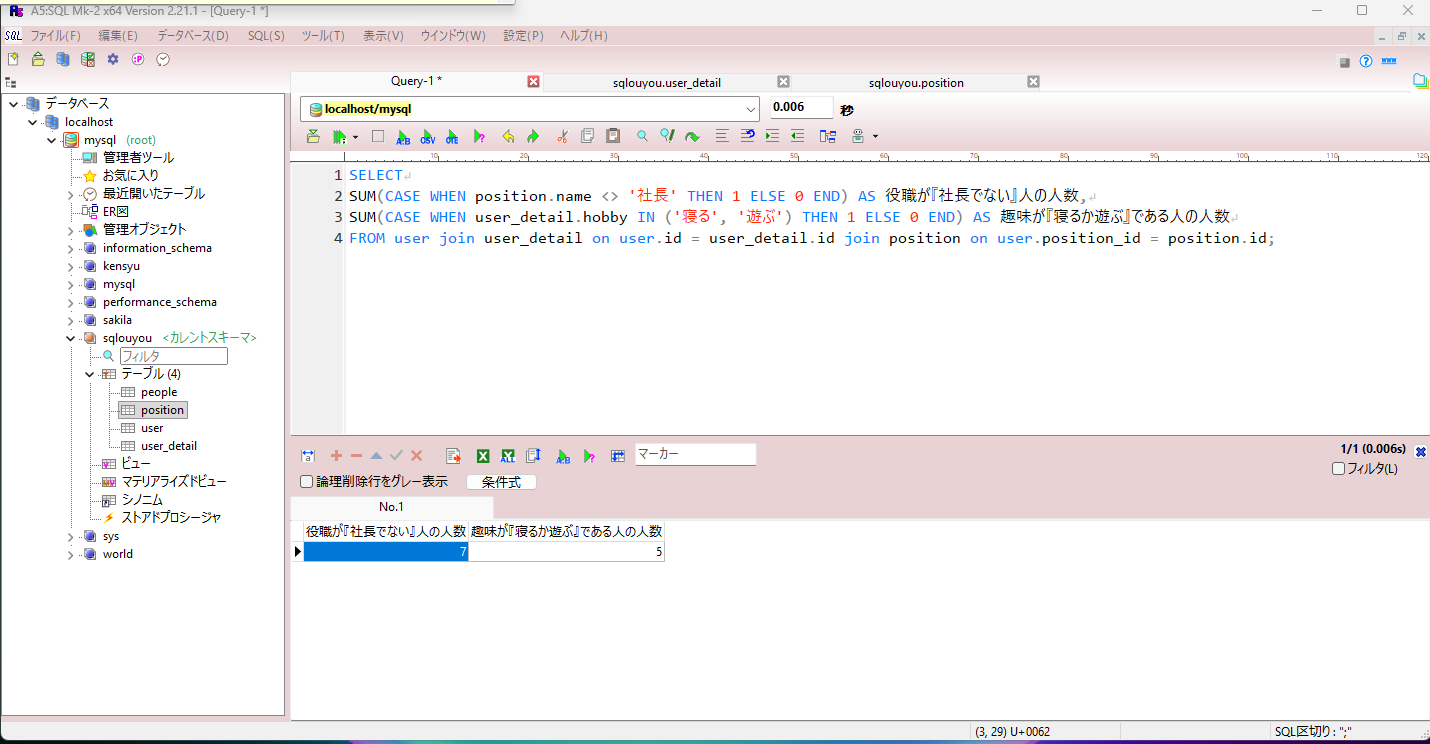 A5:SQL Mk-2 x64 Version 2.21.1 - [Query-1 *]
SQL ファイル(F) 編集(E) データベース(D) SQL(S) ツール(T) 表示(V) ウインドウ(W) 設定(P) ヘルプ(H)
Query-1 * sqlouyou.user_detail sqlouyou.position
データベース
localhost
mysql (root)
管理者ツール
お気に入り
最近開いたテーブル
ER図
管理オブジェクト
information_schema
kensyu
mysql
performance_schema
sakila
sqlouyou <カレントスキーマ>
フィルタ
テーブル (4)
people
position
user
user_detail
ビュー
マテリアライズドビュー
シノニム
ストアドプロシージャ
sys
world
localhost/mysql 0.006 秒
10 20 30 40 50 60 70 80 90 100 110 120
1 SELECT
2 SUM(CASE WHEN position.name <> '社長' THEN 1 ELSE 0 END) AS 役職が『社長でない』人の人数,
3 SUM(CASE WHEN user_detail.hobby IN ('寝る', '遊ぶ') THEN 1 ELSE 0 END) AS 趣味が『寝るか遊ぶ』である人の人数
4 FROM user join user_detail on user.id = user_detail.id join position on user.position_id = position.id;
マーカー
1/1 (0.006s)
論理削除行をグレー表示 条件式
フィルタ(L)
No.1
役職が『社長でない』人の人数 趣味が『寝るか遊ぶ』である人の人数
7 5
(3, 29) U+0062 SQL区切り : ";"